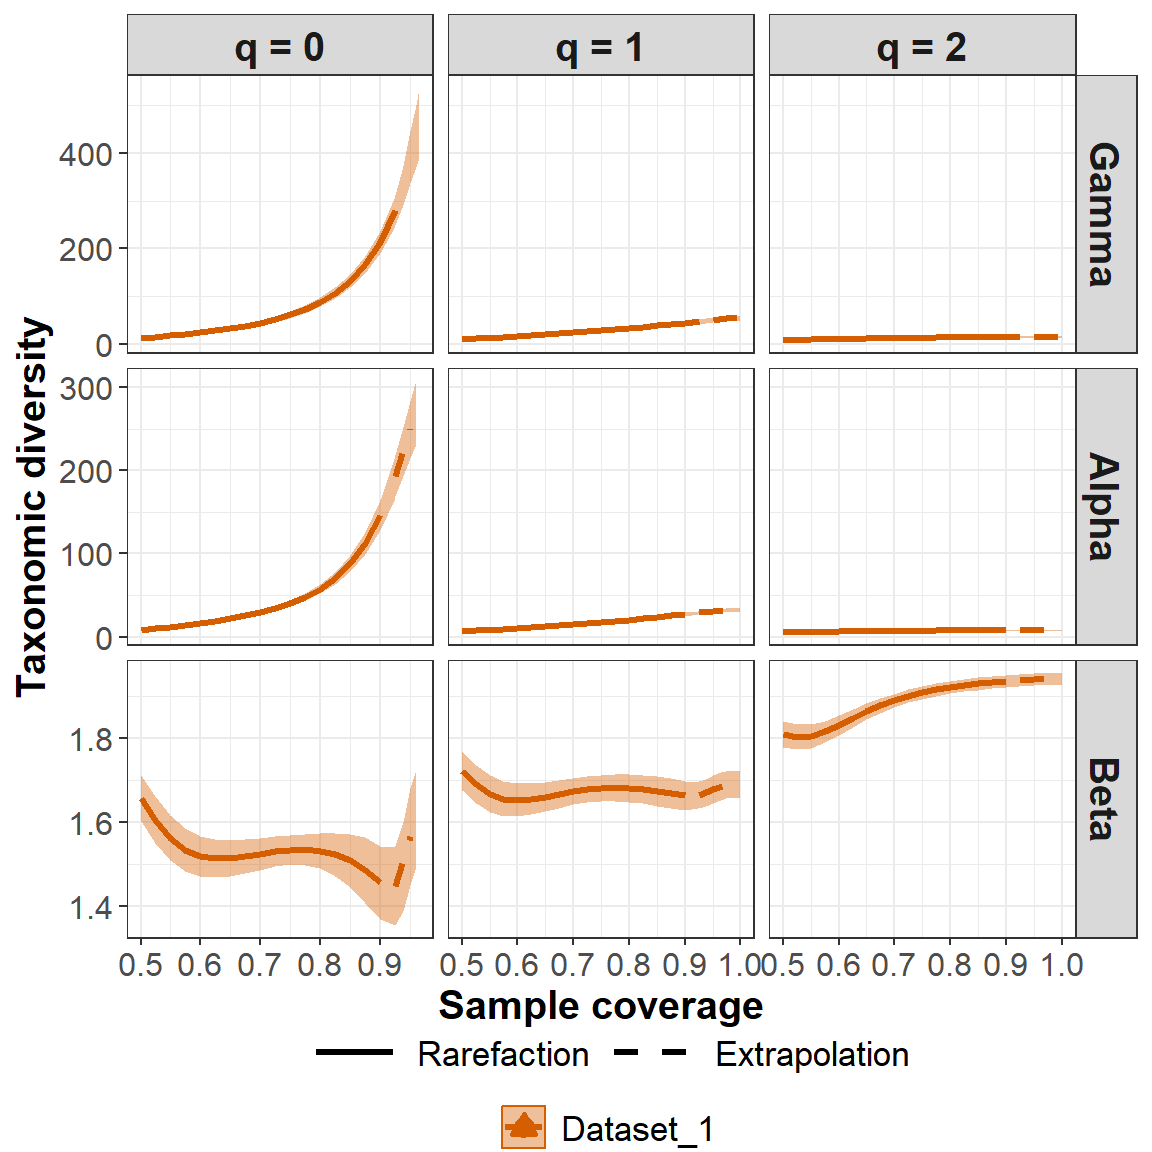 q = 0
q = 1
q = 2
Taxonomic diversity
400
200
0
Gamma
300
200
100
0
Alpha
1.8
1.6
1.4
Beta
0.5 0.6 0.7 0.8 0.9
0.5 0.6 0.7 0.8 0.9 1.0
0.5 0.6 0.7 0.8 0.9 1.0
Sample coverage
Rarefaction
Extrapolation
Dataset_1